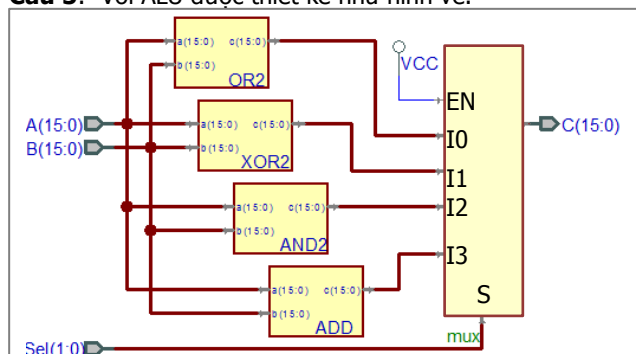 Câu 5: Với ALU được thiết kế như hình vẽ:
a(15:0) c(15:0)
b(15:0)
OR2
VCC
EN
A(15:0)
B(15:0)
a(15:0) c(15:0)
b(15:0)
XOR2
I0
C(15:0)
I1
a(15:0) c(15:0)
b(15:0)
AND2
I2
a(15:0) c(15:0)
b(15:0)
ADD
I3
S
mux
Sel(1:0)